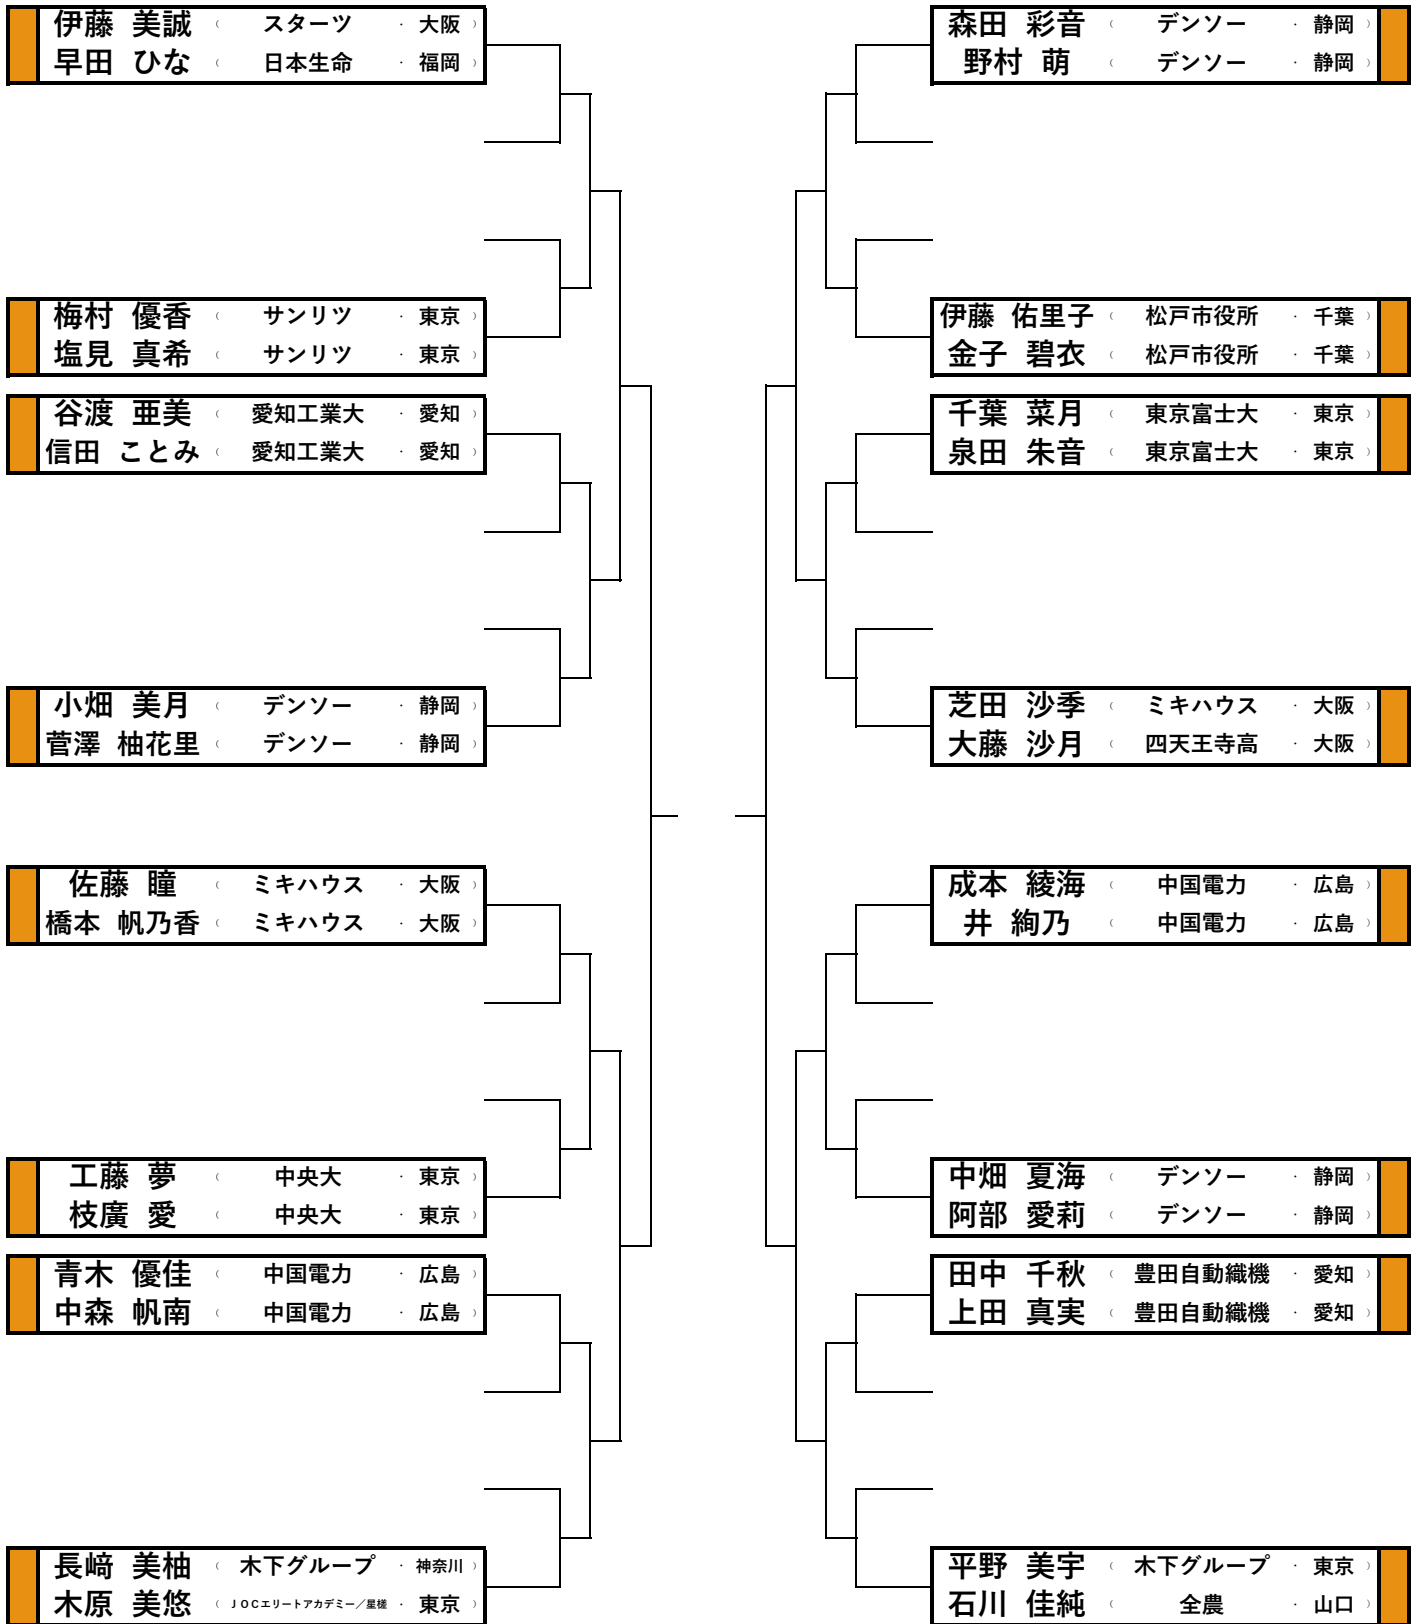 伊藤 美誠 （ スターツ ・ 大阪 ）
早田 ひな （ 日本生命 ・ 福岡 ）
梅村 優香 （ サンリツ ・ 東京 ）
塩見 真希 （ サンリツ ・ 東京 ）
谷渡 亜美 （ 愛知工業大 ・ 愛知 ）
信田 ことみ （ 愛知工業大 ・ 愛知 ）
小畑 美月 （ デンソー ・ 静岡 ）
菅澤 柚花里 （ デンソー ・ 静岡 ）
佐藤 瞳 （ ミキハウス ・ 大阪 ）
橋本 帆乃香 （ ミキハウス ・ 大阪 ）
工藤 夢 （ 中央大 ・ 東京 ）
枝廣 愛 （ 中央大 ・ 東京 ）
青木 優佳 （ 中国電力 ・ 広島 ）
中森 帆南 （ 中国電力 ・ 広島 ）
長﨑 美柚 （ 木下グループ ・ 神奈川 ）
木原 美悠 （ ＪＯＣエリートアカデミー／星槎 ・ 東京 ）
森田 彩音 （ デンソー ・ 静岡 ）
野村 萌 （ デンソー ・ 静岡 ）
伊藤 佑里子 （ 松戸市役所 ・ 千葉 ）
金子 碧衣 （ 松戸市役所 ・ 千葉 ）
千葉 菜月 （ 東京富士大 ・ 東京 ）
泉田 朱音 （ 東京富士大 ・ 東京 ）
芝田 沙季 （ ミキハウス ・ 大阪 ）
大藤 沙月 （ 四天王寺高 ・ 大阪 ）
成本 綾海 （ 中国電力 ・ 広島 ）
井 絢乃 （ 中国電力 ・ 広島 ）
中畑 夏海 （ デンソー ・ 静岡 ）
阿部 愛莉 （ デンソー ・ 静岡 ）
田中 千秋 （ 豊田自動織機 ・ 愛知 ）
上田 真実 （ 豊田自動織機 ・ 愛知 ）
平野 美宇 （ 木下グループ ・ 東京 ）
石川 佳純 （ 全農 ・ 山口 ）